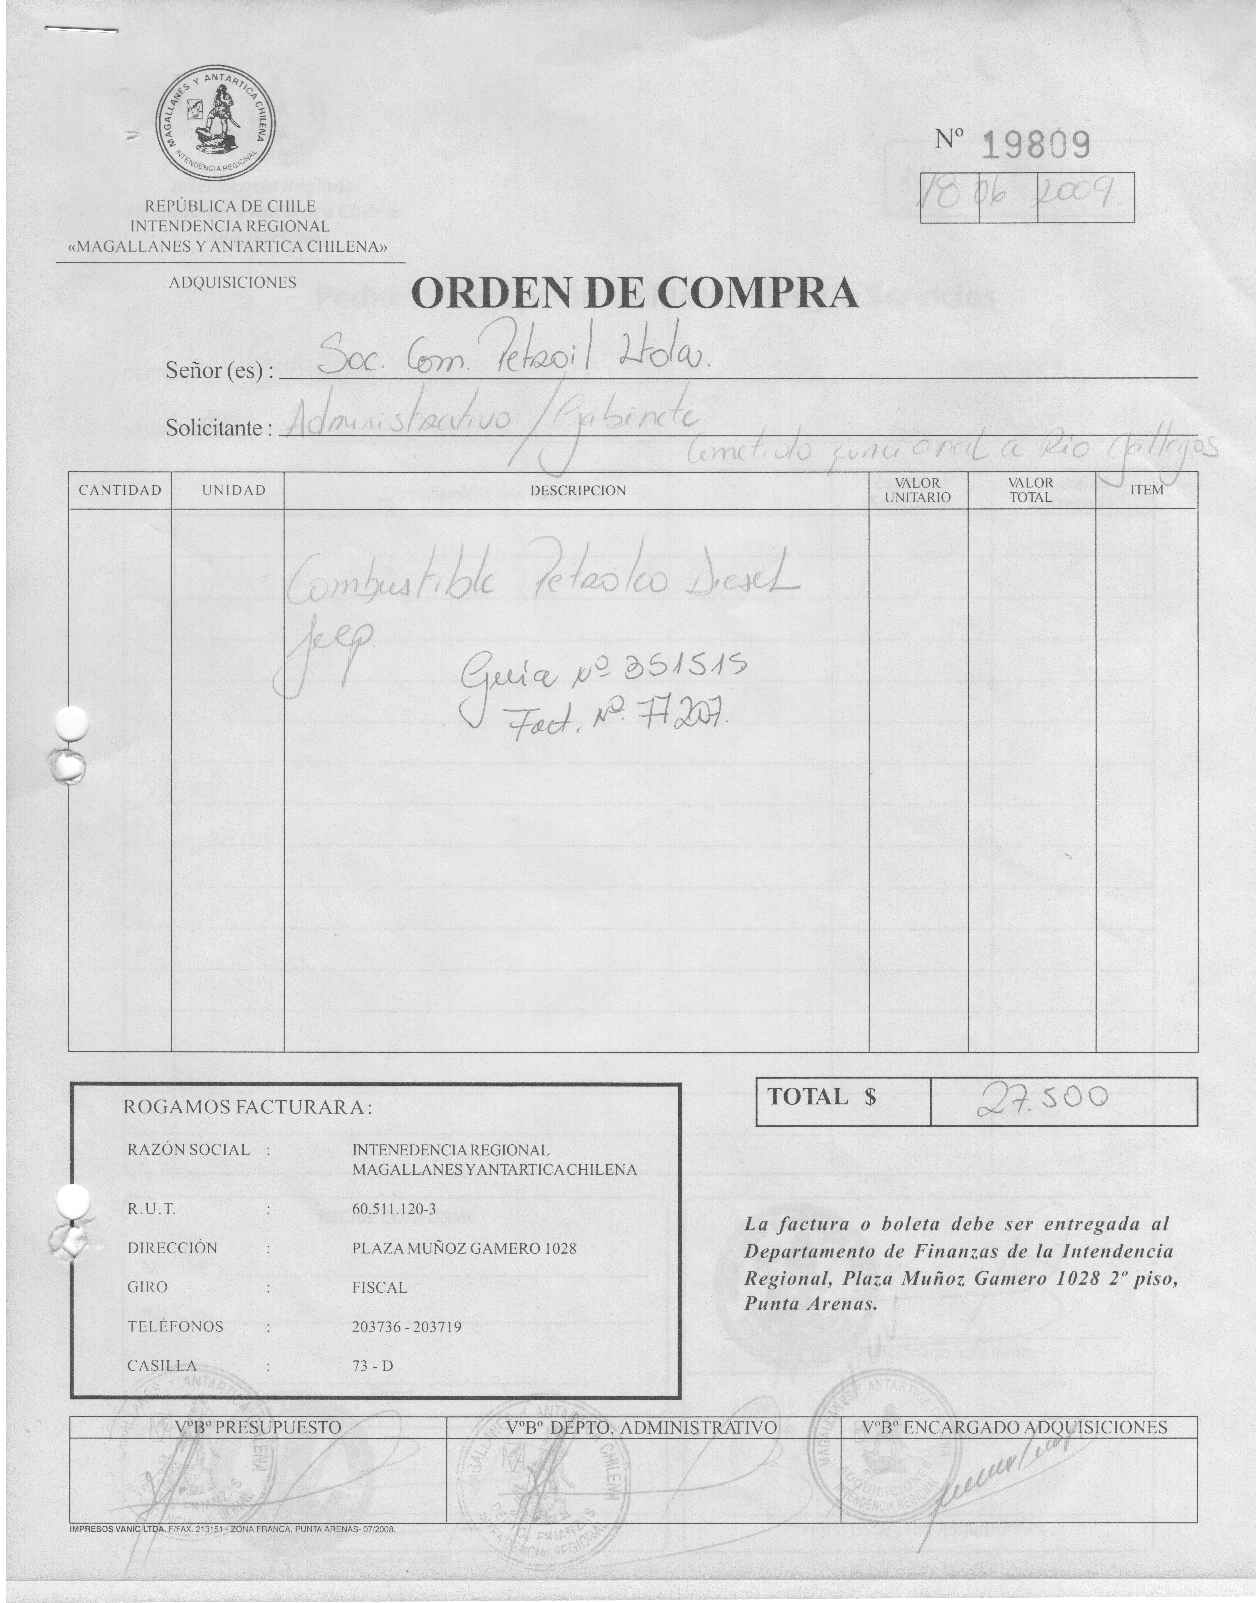 MAGALLANES Y ANTARTICA CHILENA
INTENDENCIA REGIONAL
Nº 19809
18 06 2009
REPÚBLICA DE CHILE
INTENDENCIA REGIONAL
«MAGALLANES Y ANTARTICA CHILENA»
ADQUISICIONES
ORDEN DE COMPRA
Señor (es) : Soc. Com. Petroil Ltda.
Solicitante : Administrativo / Gabinete
Cometido funcional a Rio Gallegos
CANTIDAD UNIDAD DESCRIPCION VALOR UNITARIO VALOR TOTAL ITEM
Combustible Petroleo Diesel
Jeep
Guia Nº 351515
Fact. Nº. 77207.
TOTAL $ 27.500
ROGAMOS FACTURAR A :
RAZÓN SOCIAL : INTENEDENCIA REGIONAL
MAGALLANES Y ANTARTICA CHILENA
R.U.T. : 60.511.120-3
DIRECCIÓN : PLAZA MUÑOZ GAMERO 1028
GIRO : FISCAL
TELÉFONOS : 203736 - 203719
CASILLA : 73 - D
La factura o boleta debe ser entregada al
Departamento de Finanzas de la Intendencia
Regional, Plaza Muñoz Gamero 1028 2º piso,
Punta Arenas.
VºBº PRESUPUESTO VºBº DEPTO. ADMINISTRATIVO VºBº ENCARGADO ADQUISICIONES
IMPRESOS VANIC LTDA. F/FAX. 213151 - ZONA FRANCA, PUNTA ARENAS- 07/2008.